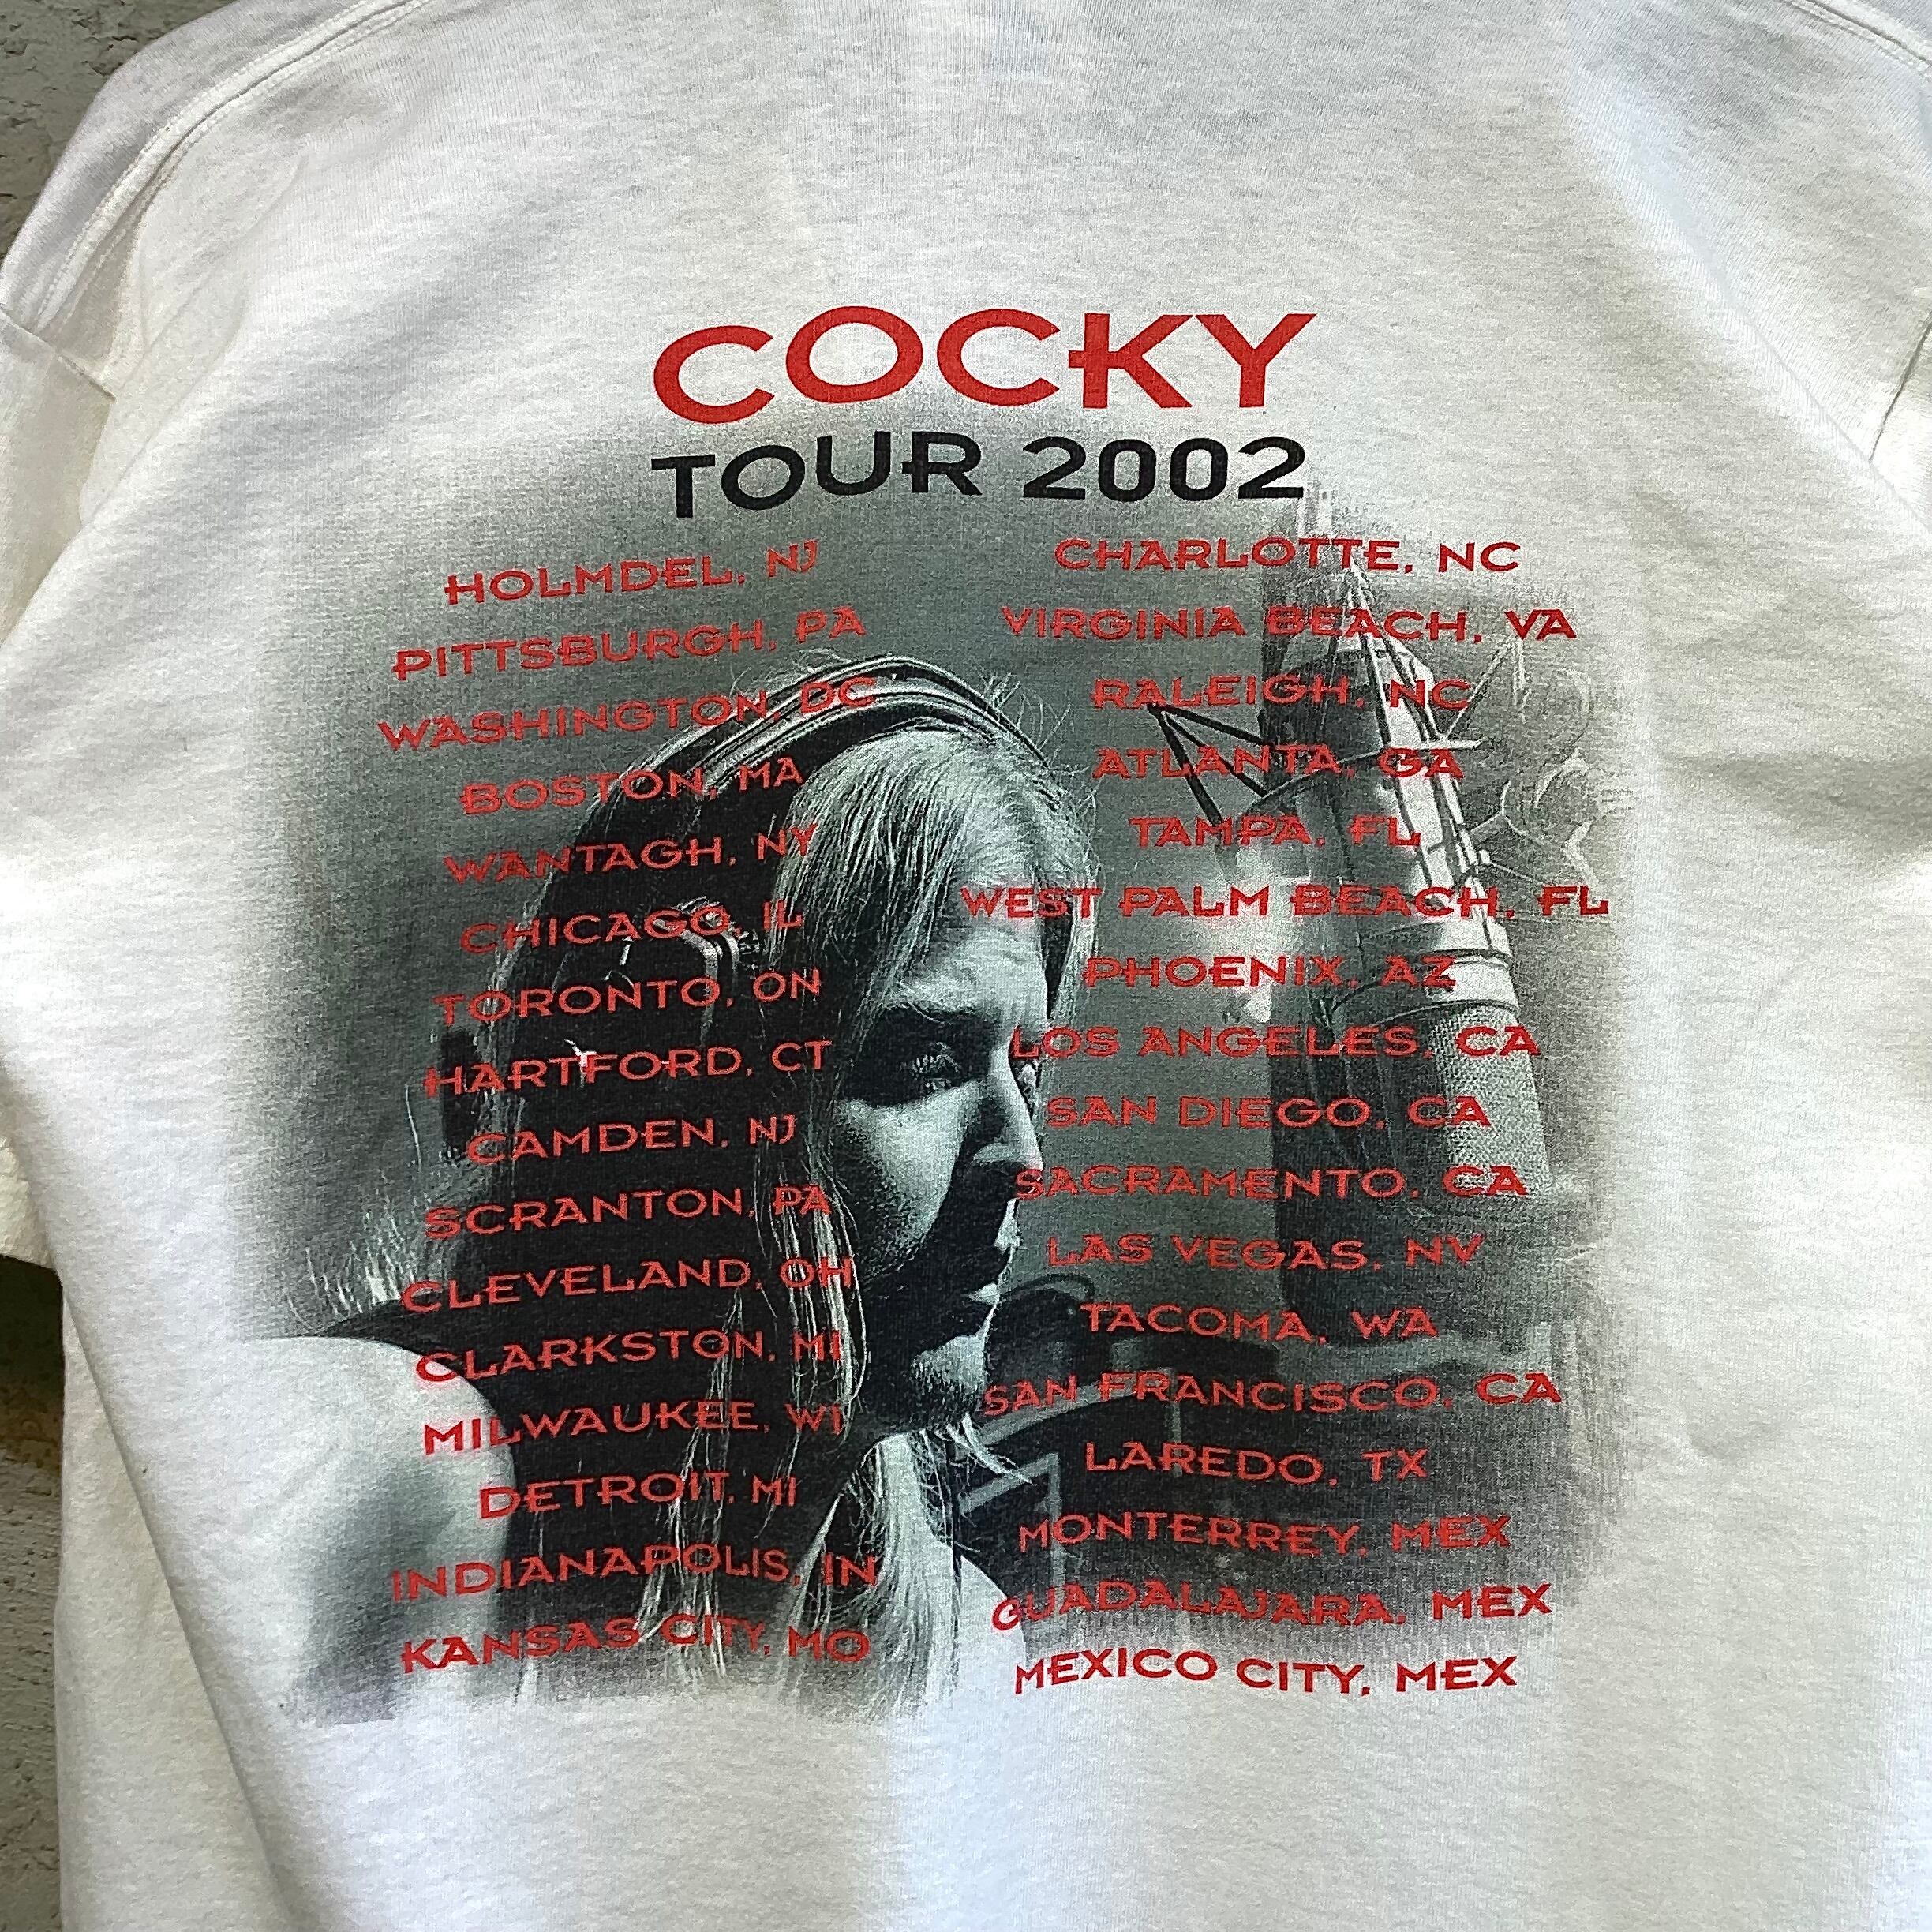 COCKY
TOUR 2002
HOLMDEL, NJ
PITTSBURGH, PA
WASHINGTON, DC
BOSTON, MA
WANTAGH, NY
CHICAGO, IL
TORONTO, ON
HARTFORD, CT
CAMDEN, NJ
SCRANTON, PA
CLEVELAND, OH
CLARKSTON, MI
MILWAUKEE, WI
DETROIT, MI
INDIANAPOLIS, IN
KANSAS CITY, MO
CHARLOTTE, NC
VIRGINIA BEACH, VA
RALEIGH, NC
ATLANTA, GA
TAMPA, FL
WEST PALM BEACH, FL
PHOENIX, AZ
LOS ANGELES, CA
SAN DIEGO, CA
SACRAMENTO, CA
LAS VEGAS, NV
TACOMA, WA
SAN FRANCISCO, CA
LAREDO, TX
MONTERREY, MEX
GUADALAJARA, MEX
MEXICO CITY, MEX